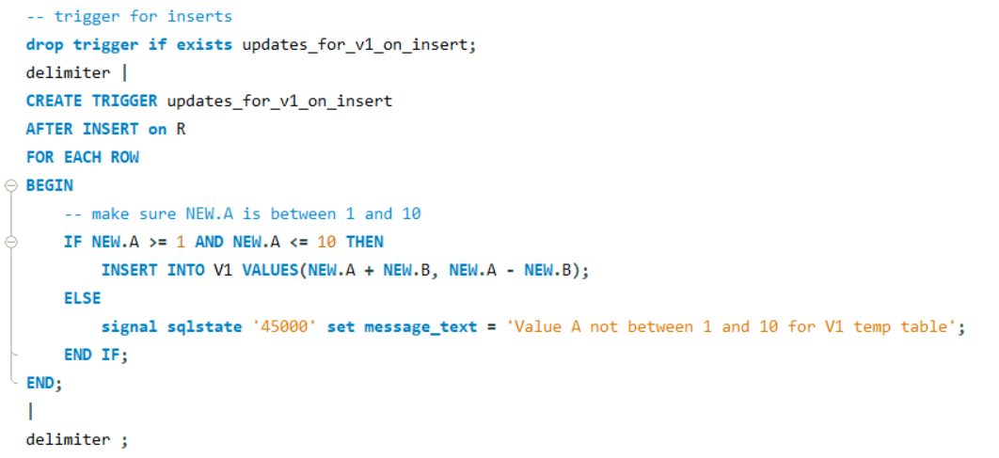 -- trigger for inserts
drop trigger if exists updates_for_v1_on_insert;
delimiter |
CREATE TRIGGER updates_for_v1_on_insert
AFTER INSERT on R
FOR EACH ROW
BEGIN
    -- make sure NEW.A is between 1 and 10
    IF NEW.A >= 1 AND NEW.A <= 10 THEN
        INSERT INTO V1 VALUES(NEW.A + NEW.B, NEW.A - NEW.B);
    ELSE
        signal sqlstate '45000' set message_text = 'Value A not between 1 and 10 for V1 temp table';
    END IF;
END;
|
delimiter ;